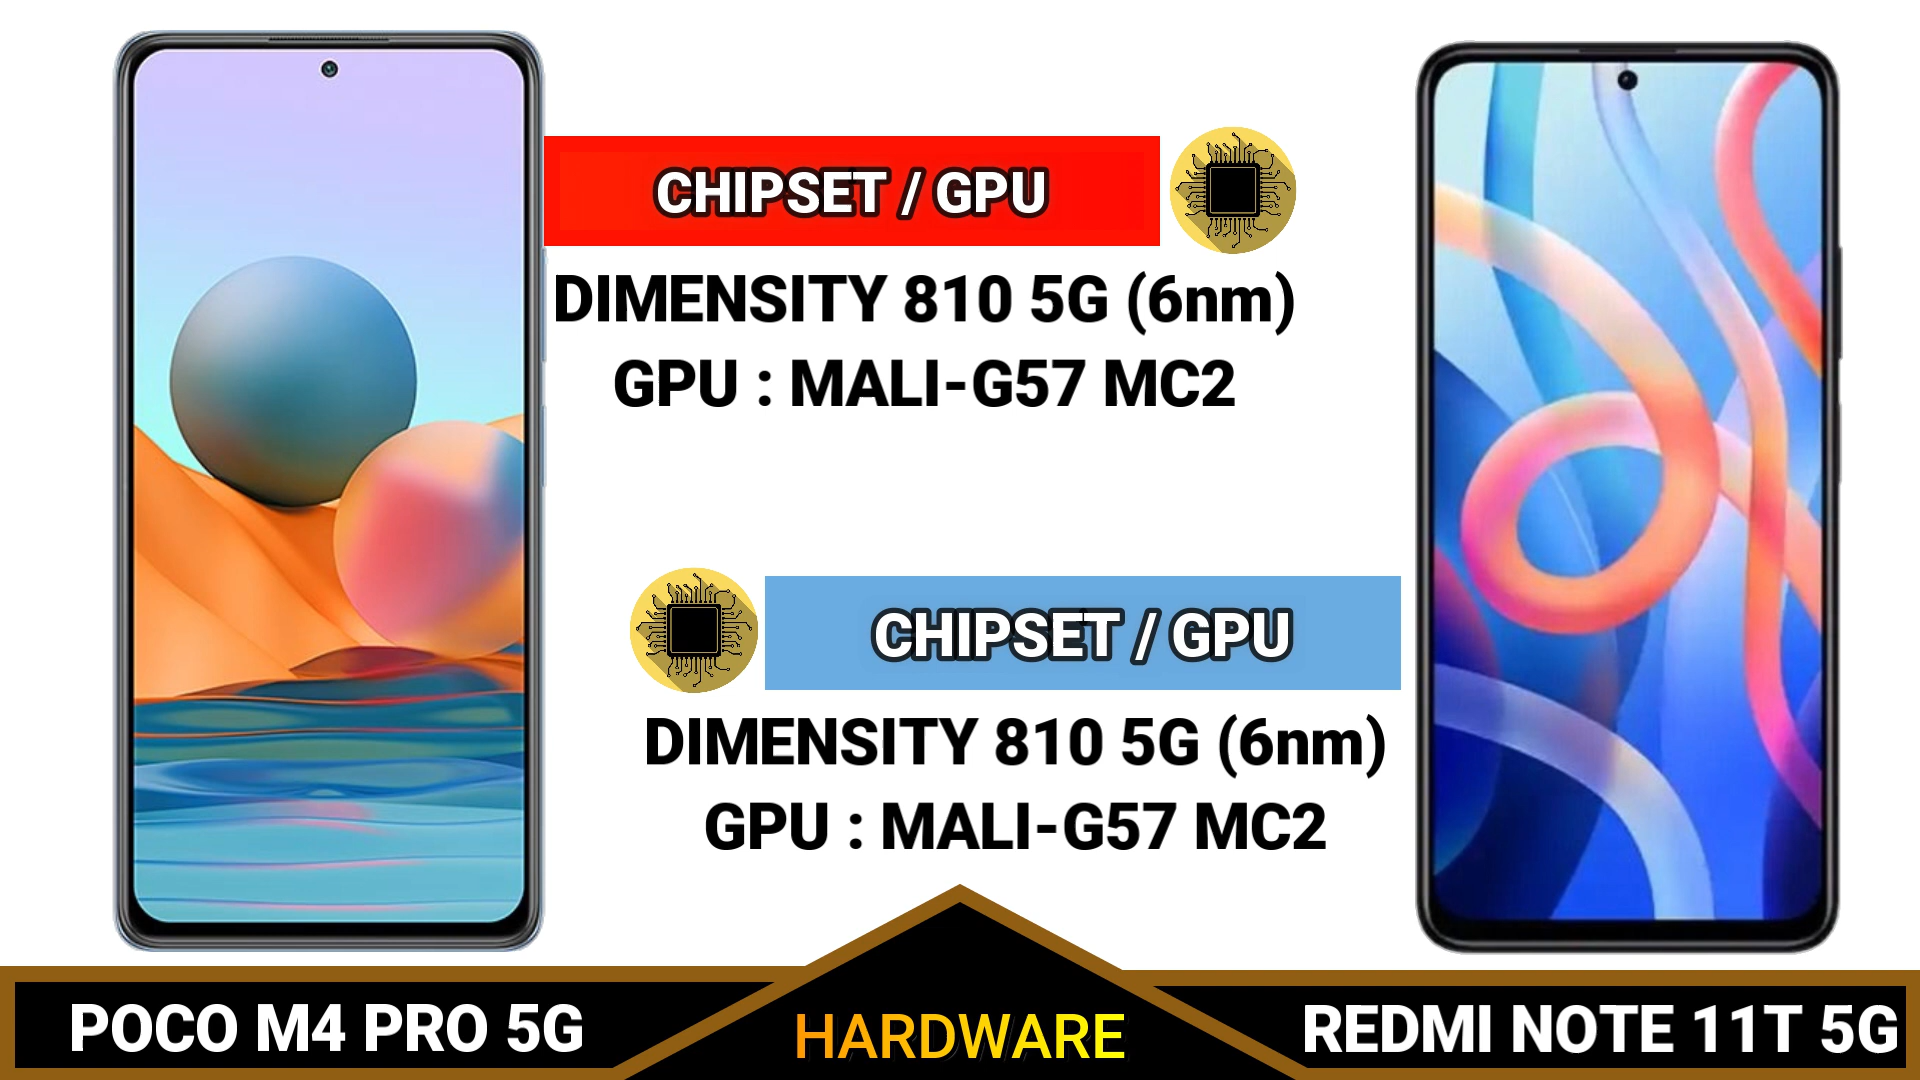 CHIPSET / GPU
DIMENSITY 810 5G (6nm)
GPU : MALI-G57 MC2
CHIPSET / GPU
DIMENSITY 810 5G (6nm)
GPU : MALI-G57 MC2
POCO M4 PRO 5G
HARDWARE
REDMI NOTE 11T 5G